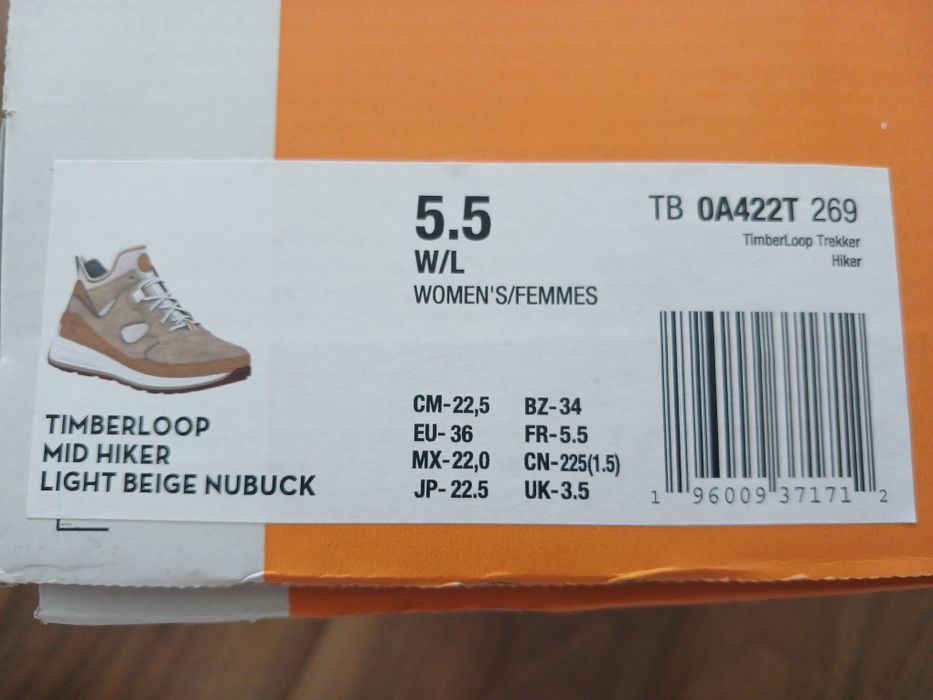 5.5
W/L
WOMEN'S/FEMMES
TB 0A422T 269
TimberLoop Trekker
Hiker
TIMBERLOOP
MID HIKER
LIGHT BEIGE NUBUCK
CM-22,5 BZ-34
EU-36 FR-5.5
MX-22,0 CN-225(1.5)
JP-22.5 UK-3.5
1 96009 37171 2